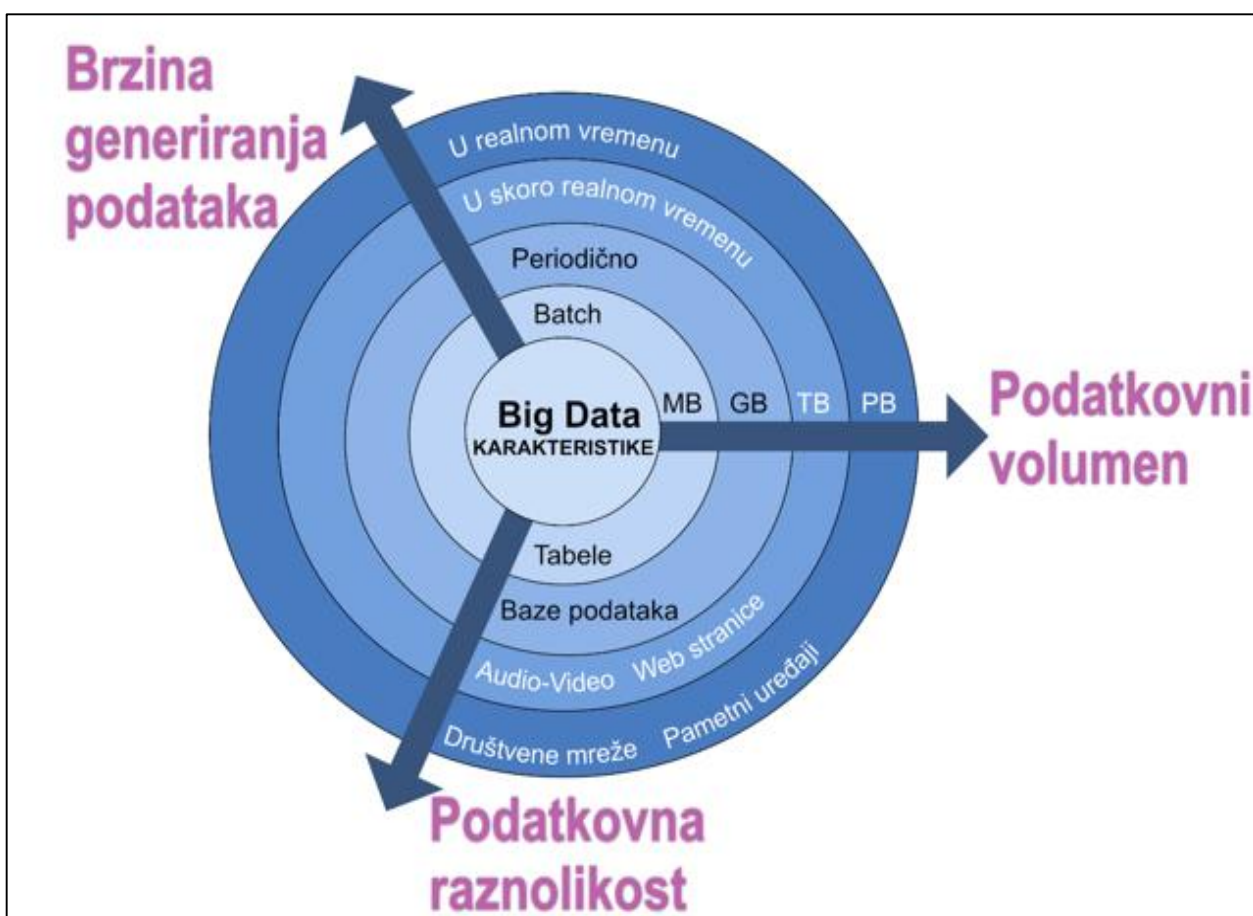 Brzina
generiranja
podataka
U realnom vremenu
U skoro realnom vremenu
Periodično
Batch
Big Data
KARAKTERISTIKE
MB GB TB PB
Podatkovni
volumen
Tabele
Baze podataka
Audio-Video Web stranice
Društvene mreže Pametni uređaji
Podatkovna
raznolikost